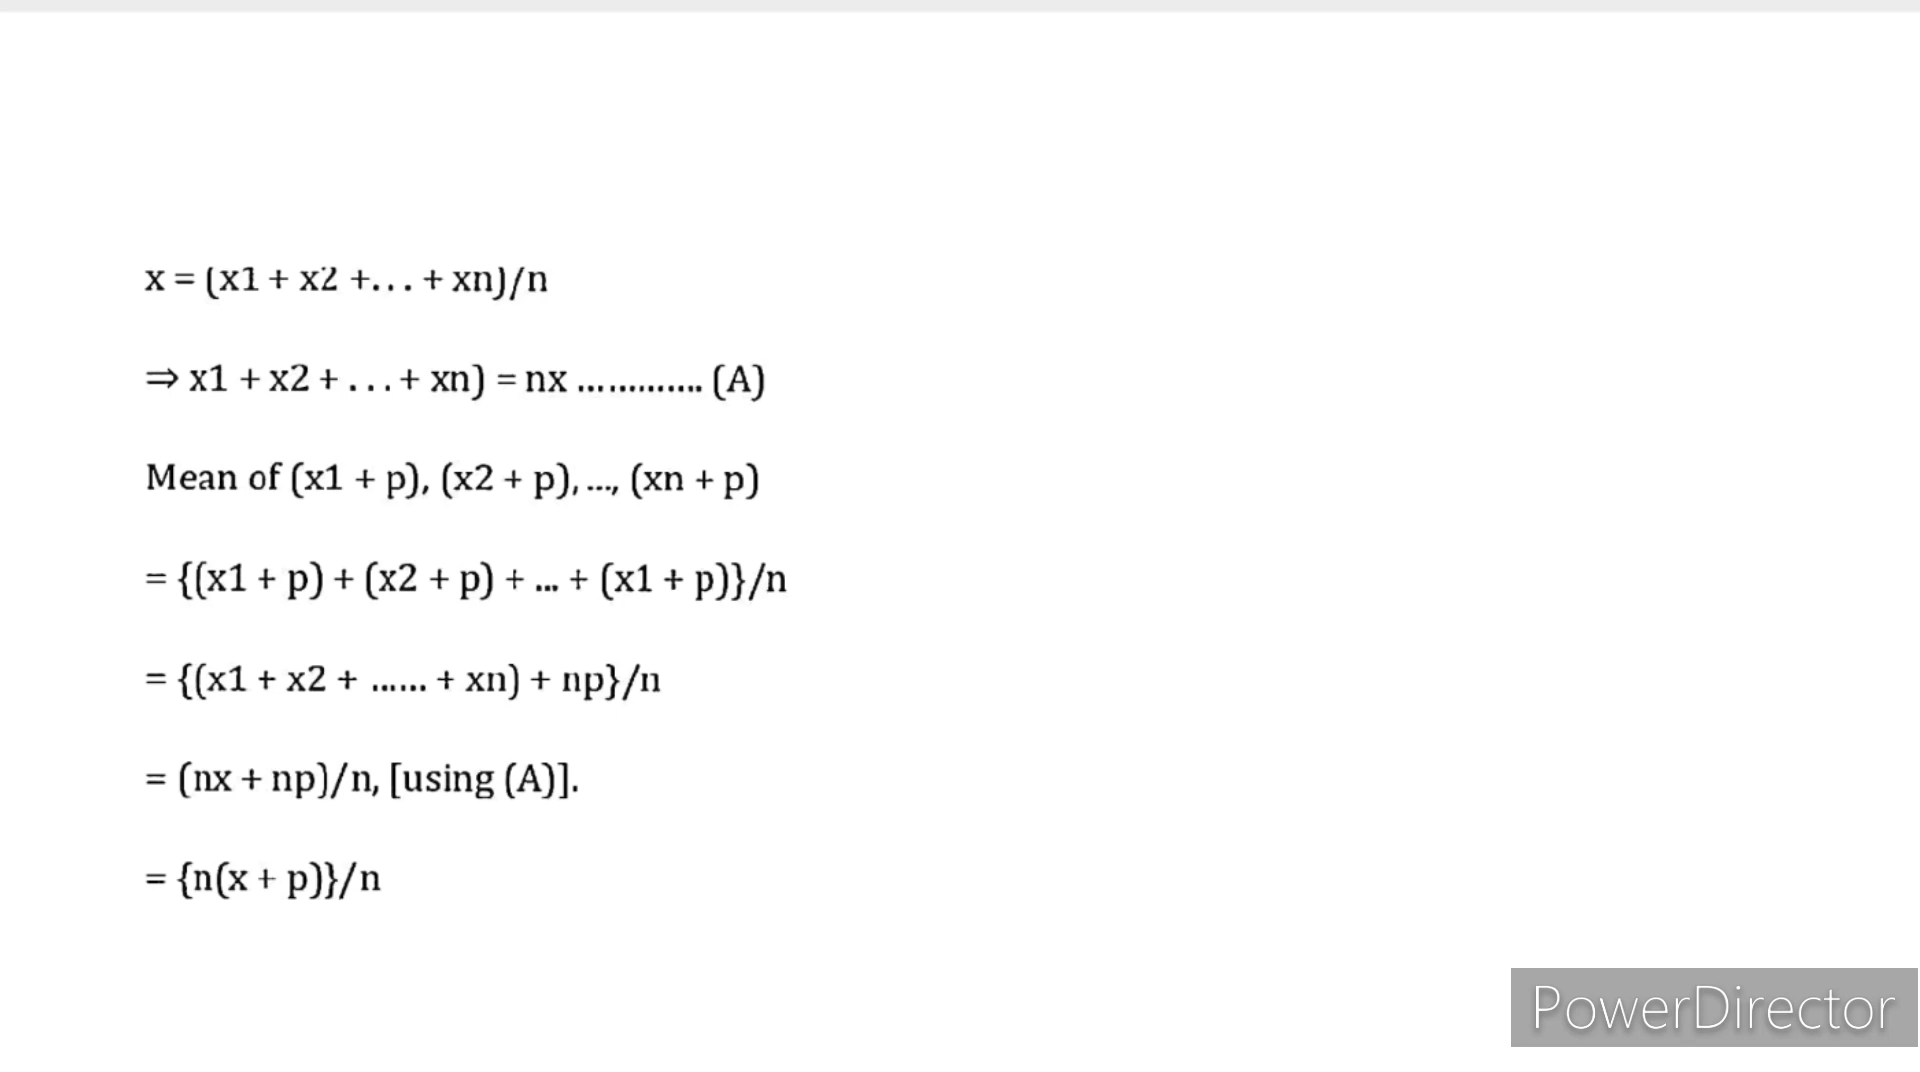 x = (x1 + x2 +. . . + xn)/n
⇒ x1 + x2 + . . . + xn) = nx ............. (A)
Mean of (x1 + p), (x2 + p), ..., (xn + p)
= {(x1 + p) + (x2 + p) + ... + (x1 + p)}/n
= {(x1 + x2 + ...... + xn) + np}/n
= (nx + np)/n, [using (A)].
= {n(x + p)}/n
PowerDirector